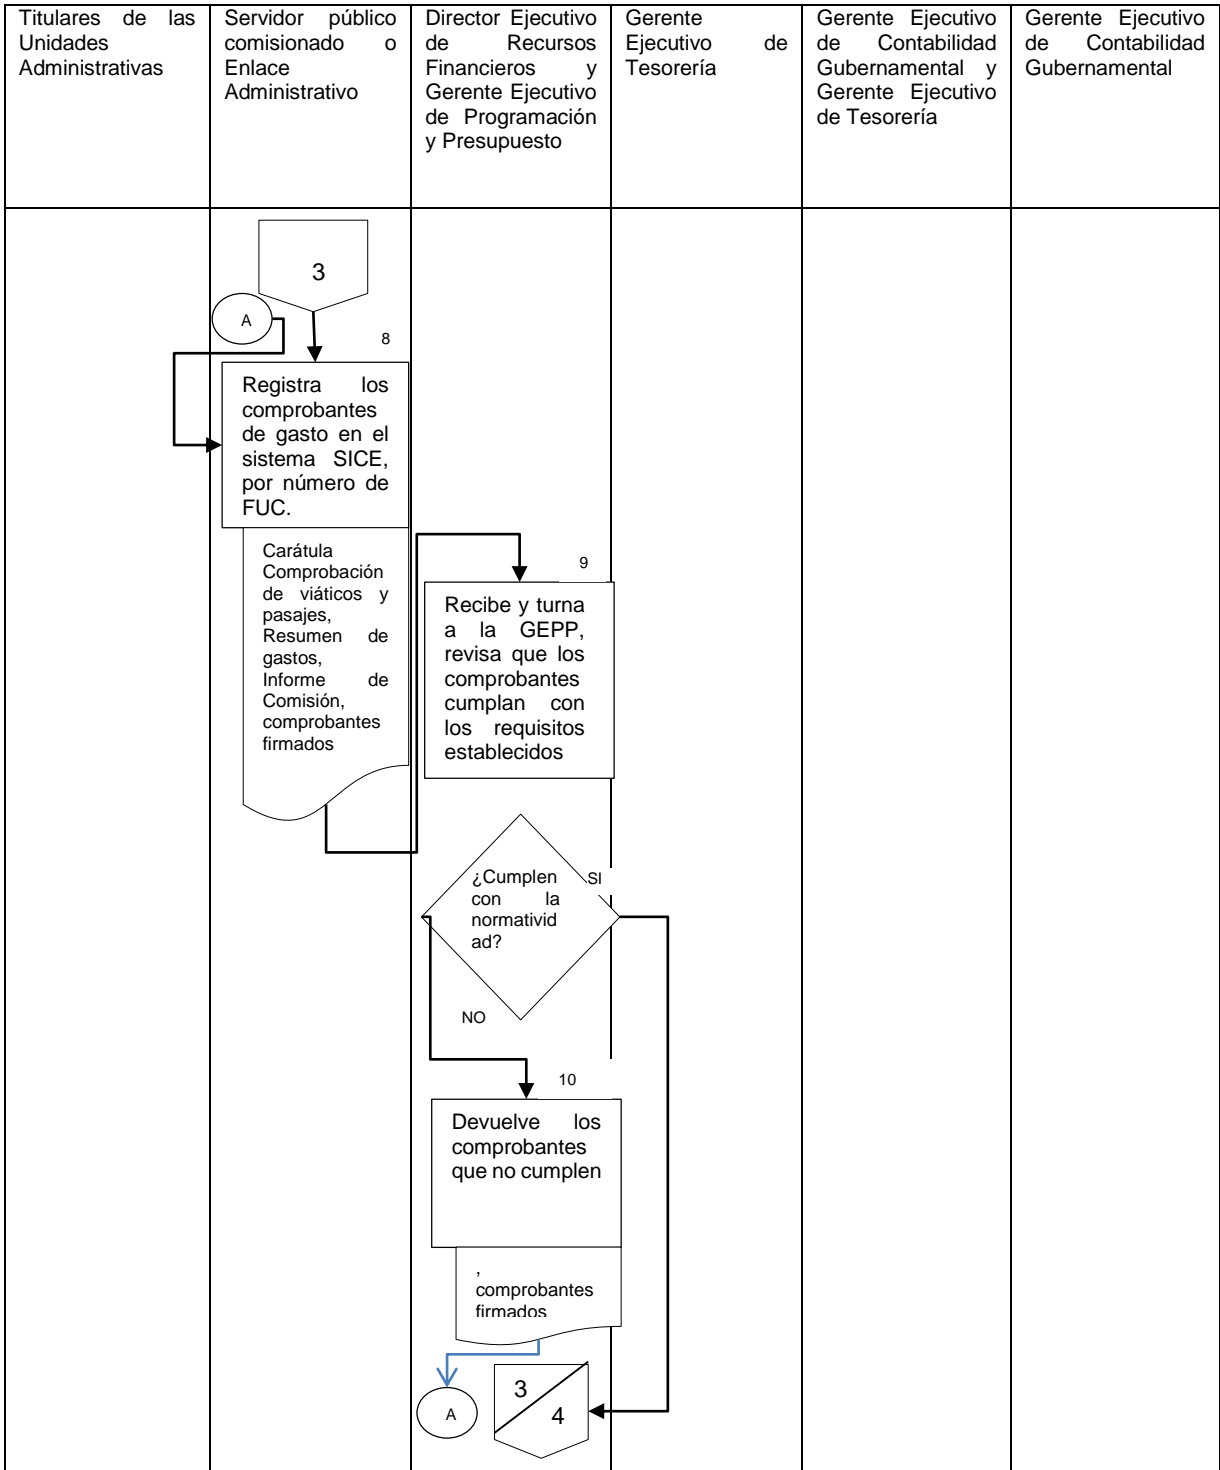 Titulares de las
Unidades
Administrativas
Servidor público
comisionado o
Enlace
Administrativo
Director Ejecutivo
de Recursos
Financieros y
Gerente Ejecutivo
de Programación
y Presupuesto
Gerente
Ejecutivo de
Tesorería
Gerente Ejecutivo
de Contabilidad
Gubernamental y
Gerente Ejecutivo
de Tesorería
Gerente Ejecutivo
de Contabilidad
Gubernamental
3
A
8
Registra los
comprobantes
de gasto en el
sistema SICE,
por número de
FUC.
Carátula
Comprobación
de viáticos y
pasajes,
Resumen de
gastos,
Informe de
Comisión,
comprobantes
firmados
9
Recibe y turna
a la GEPP,
revisa que los
comprobantes
cumplan con
los requisitos
establecidos
¿Cumplen
con la
normativid
ad?
SI
NO
10
Devuelve los
comprobantes
que no cumplen
,
comprobantes
firmados
A
3
4